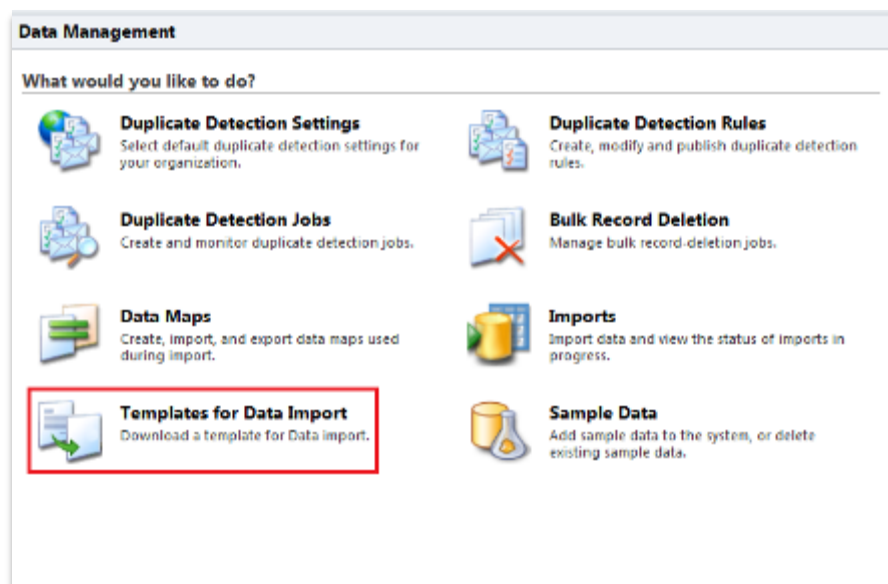 Data Management
What would you like to do?
Duplicate Detection Settings
Select default duplicate detection settings for
your organization.
Duplicate Detection Rules
Create, modify and publish duplicate detection
rules.
Duplicate Detection Jobs
Create and monitor duplicate detection jobs.
Bulk Record Deletion
Manage bulk record-deletion jobs.
Data Maps
Create, import, and export data maps used
during import.
Imports
Import data and view the status of imports in
progress.
Templates for Data Import
Download a template for Data import.
Sample Data
Add sample data to the system, or delete
existing sample data.